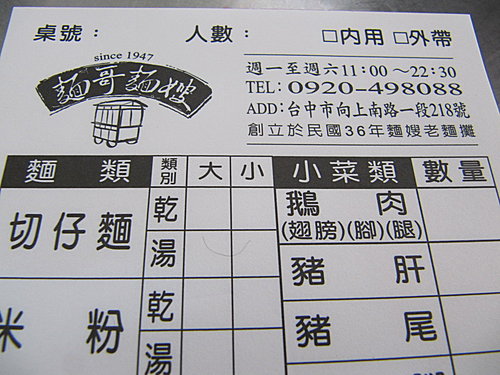 桌號： 人數： □內用 □外帶
since 1947
麵哥麵嫂
週一至週六11:00～22:30
TEL: 0920-498088
ADD: 台中市向上南路一段218號
創立於民國36年麵嫂老麵攤
麵類 類別 大 小 小菜類 數量
切仔麵 乾 湯
鵝肉
(翅膀)(腳)(腿)
豬肝
米粉 乾 湯
豬尾